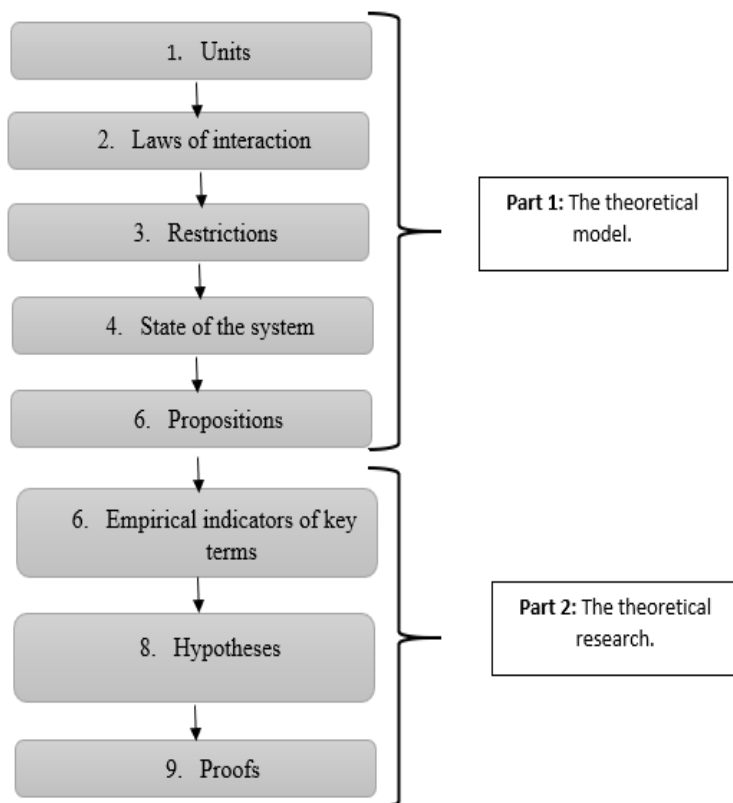 1. Units
2. Laws of interaction
3. Restrictions
4. State of the system
6. Propositions
6. Empirical indicators of key
terms
8. Hypotheses
9. Proofs
Part 1: The theoretical
model.
Part 2: The theoretical
research.